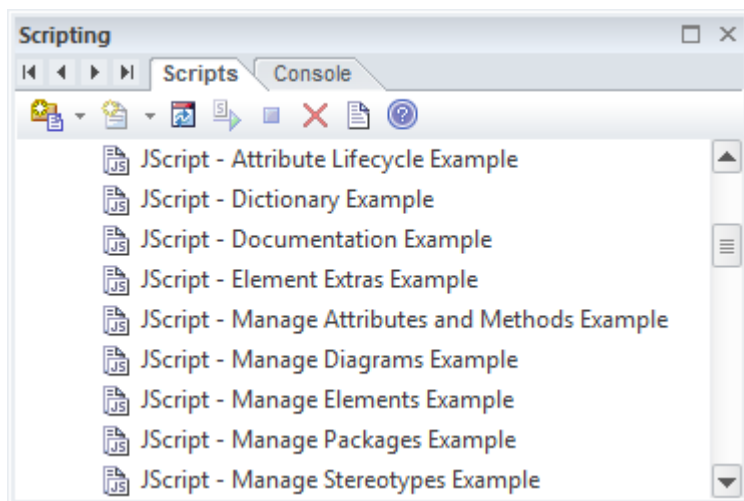 Scripting
Scripts Console
JScript - Attribute Lifecycle Example
JScript - Dictionary Example
JScript - Documentation Example
JScript - Element Extras Example
JScript - Manage Attributes and Methods Example
JScript - Manage Diagrams Example
JScript - Manage Elements Example
JScript - Manage Packages Example
JScript - Manage Stereotypes Example